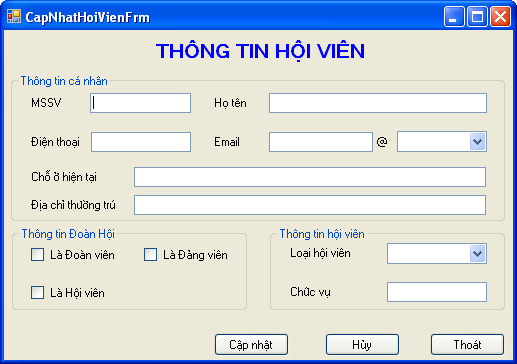 CapNhatHoiVienFrm
THÔNG TIN HỘI VIÊN
Thông tin cá nhân
MSSV Họ tên
Điện thoại Email @
Chỗ ở hiện tại
Địa chỉ thường trú
Thông tin Đoàn Hội
Là Đoàn viên Là Đảng viên
Là Hội viên
Thông tin hội viên
Loại hội viên
Chức vụ
Cập nhật Hủy Thoát